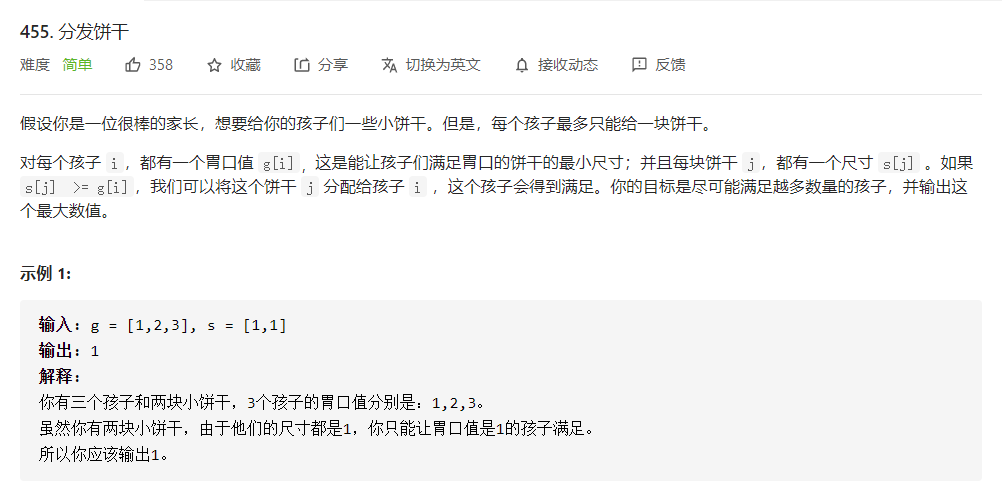 455. 分发饼干
难度 简单 358 收藏 分享 切换为英文 接收动态 反馈
假设你是一位很棒的家长，想要给你的孩子们一些小饼干。但是，每个孩子最多只能给一块饼干。
对每个孩子 i，都有一个胃口值 g[i]，这是能让孩子们满足胃口的饼干的最小尺寸；并且每块饼干 j，都有一个尺寸 s[j] 。如果
s[j] >= g[i]，我们可以将这个饼干 j 分配给孩子 i ，这个孩子会得到满足。你的目标是尽可能满足越多数量的孩子，并输出这
个最大数值。
示例 1:
输入: g = [1,2,3], s = [1,1]
输出: 1
解释:
你有三个孩子和两块小饼干，3个孩子的胃口值分别是：1,2,3。
虽然你有两块小饼干，由于他们的尺寸都是1，你只能让胃口值是1的孩子满足。
所以你应该输出1。